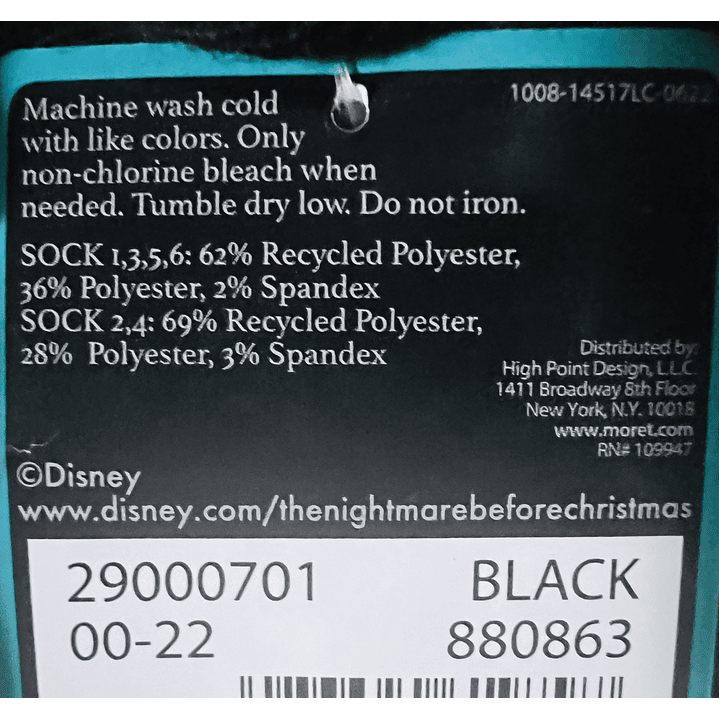 1008-14517LC-0622
Machine wash cold
with like colors. Only
non-chlorine bleach when
needed. Tumble dry low. Do not iron.
SOCK 1,3,5,6: 62% Recycled Polyester,
36% Polyester, 2% Spandex
SOCK 2,4: 69% Recycled Polyester,
28% Polyester, 3% Spandex
Distributed by:
High Point Design, LLC
1411 Broadway 8th Floor
New York, N.Y. 10018
www.moret.com
RN# 109947
©Disney
www.disney.com/thenightmarebeforechristmas
29000701 BLACK
00-22 880863